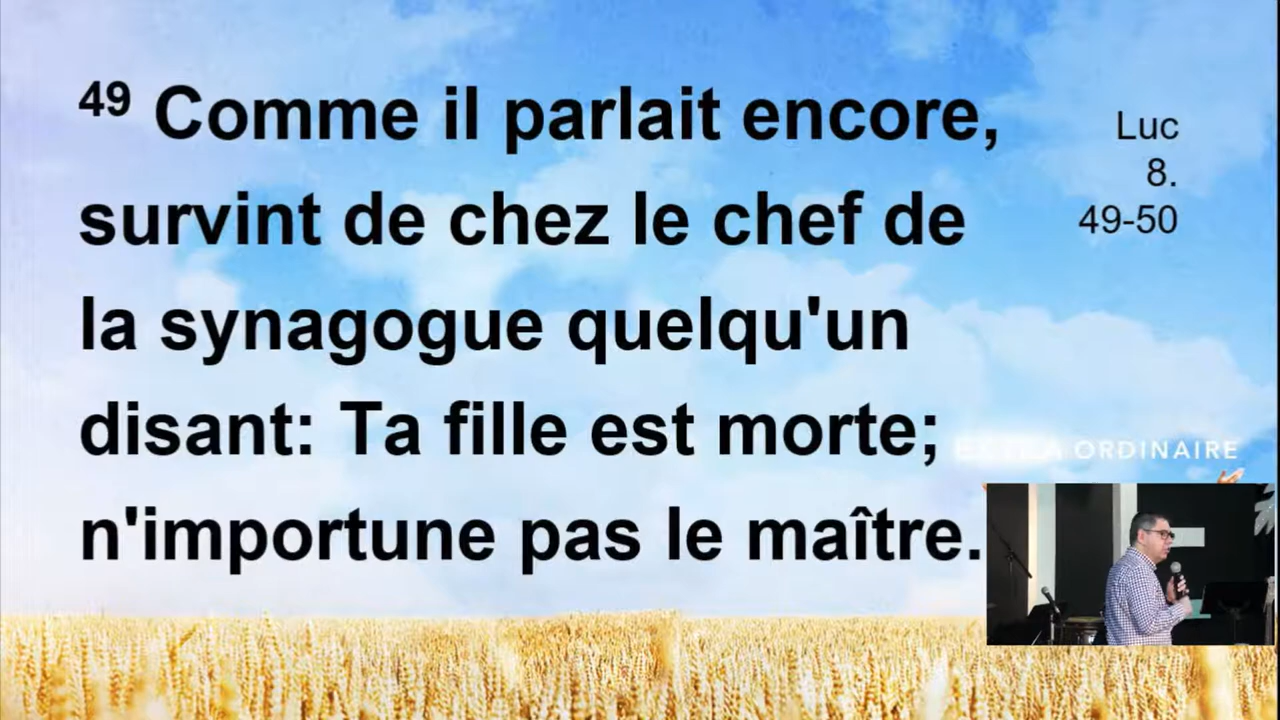 49 Comme il parlait encore,
survint de chez le chef de
la synagogue quelqu'un
disant: Ta fille est morte;
n'importune pas le maître.
Luc
8.
49-50
ORDINAIRE